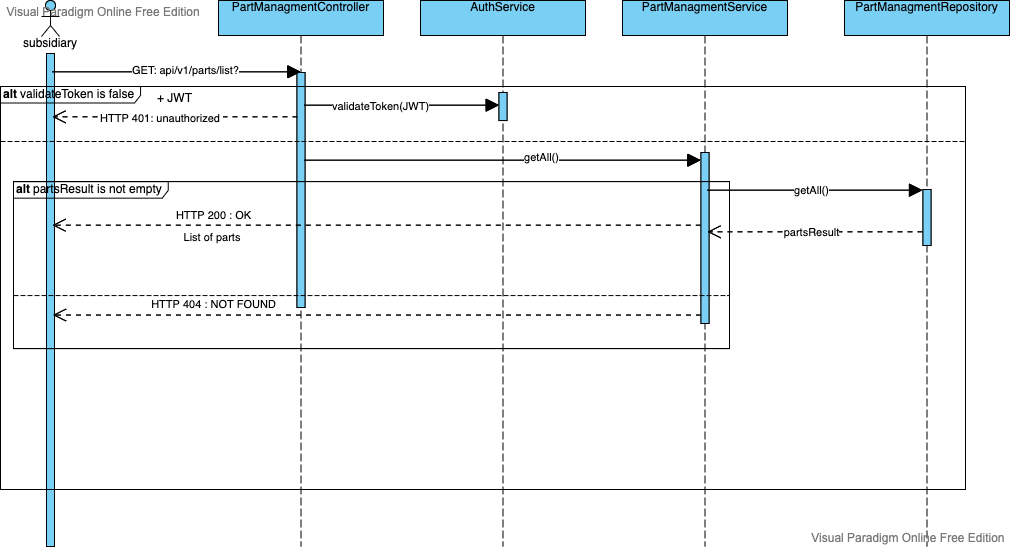 Visual Paradigm Online Free Edition
PartManagmentController
AuthService
PartManagmentService
PartManagmentRepository
subsidiary
GET: api/v1/parts/list?
alt validateToken is false
+ JWT
validateToken(JWT)
HTTP 401: unauthorized
getAll()
alt partsResult is not empty
getAll()
HTTP 200 : OK
partsResult
List of parts
HTTP 404 : NOT FOUND
Visual Paradigm Online Free Edition